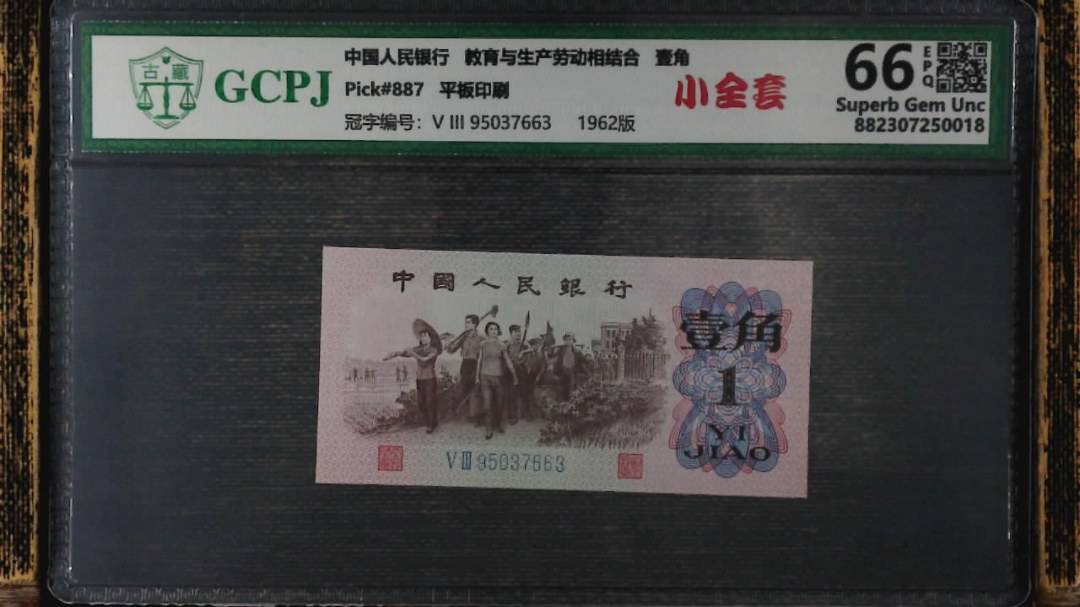 古藏
GCPJ
中国人民银行 教育与生产劳动相结合 壹角
Pick#887 平板印刷
冠字编号：V III 95037663 1962版
小全套
66 EPQ
Superb Gem Unc
882307250018
中國人民銀行
壹角
1
YI
JIAO
V III 95037663